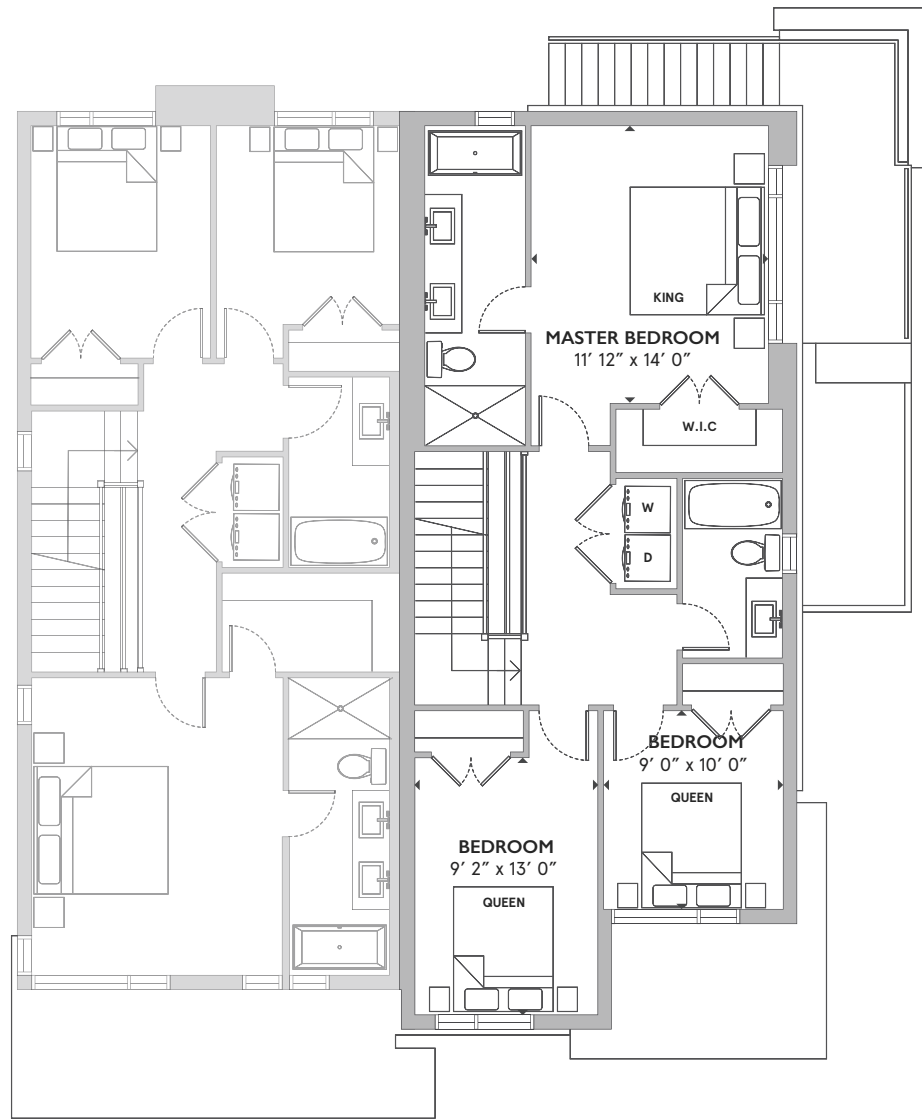 KING
MASTER BEDROOM
11′ 12″ x 14′ 0″
W.I.C
W
D
BEDROOM
9′ 0″ x 10′ 0″
QUEEN
BEDROOM
9′ 2″ x 13′ 0″
QUEEN